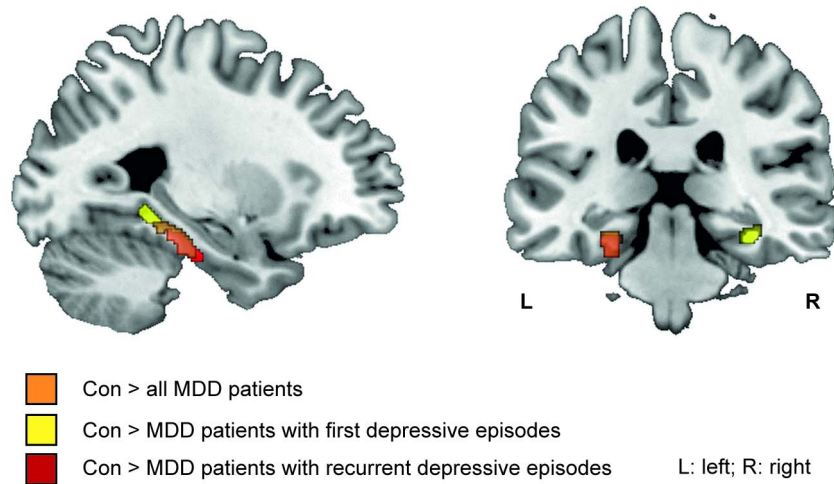 L R
Con > all MDD patients
Con > MDD patients with first depressive episodes
Con > MDD patients with recurrent depressive episodes L: left; R: right